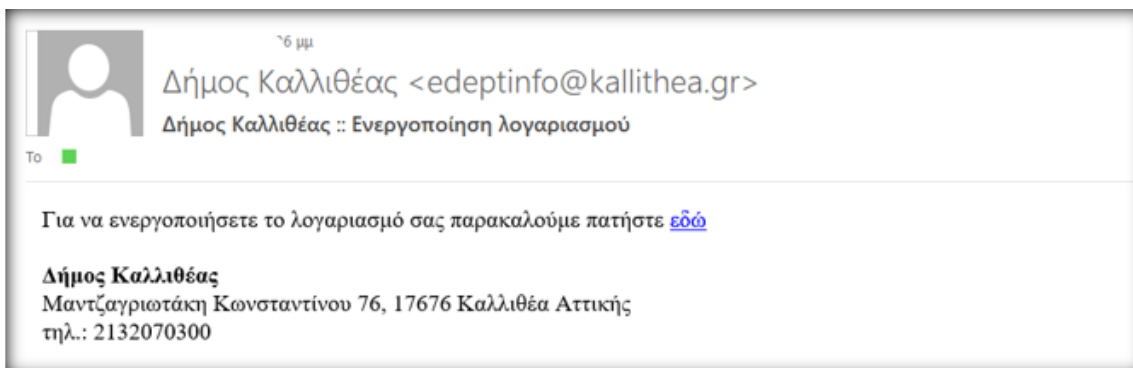 6 μμ
Δήμος Καλλιθέας <edeptinfo@kallithea.gr>
Δήμος Καλλιθέας :: Ενεργοποίηση λογαριασμού
To
Για να ενεργοποιήσετε το λογαριασμό σας παρακαλούμε πατήστε εδώ
Δήμος Καλλιθέας
Μαντζαγριωτάκη Κωνσταντίνου 76, 17676 Καλλιθέα Αττικής
τηλ.: 2132070300